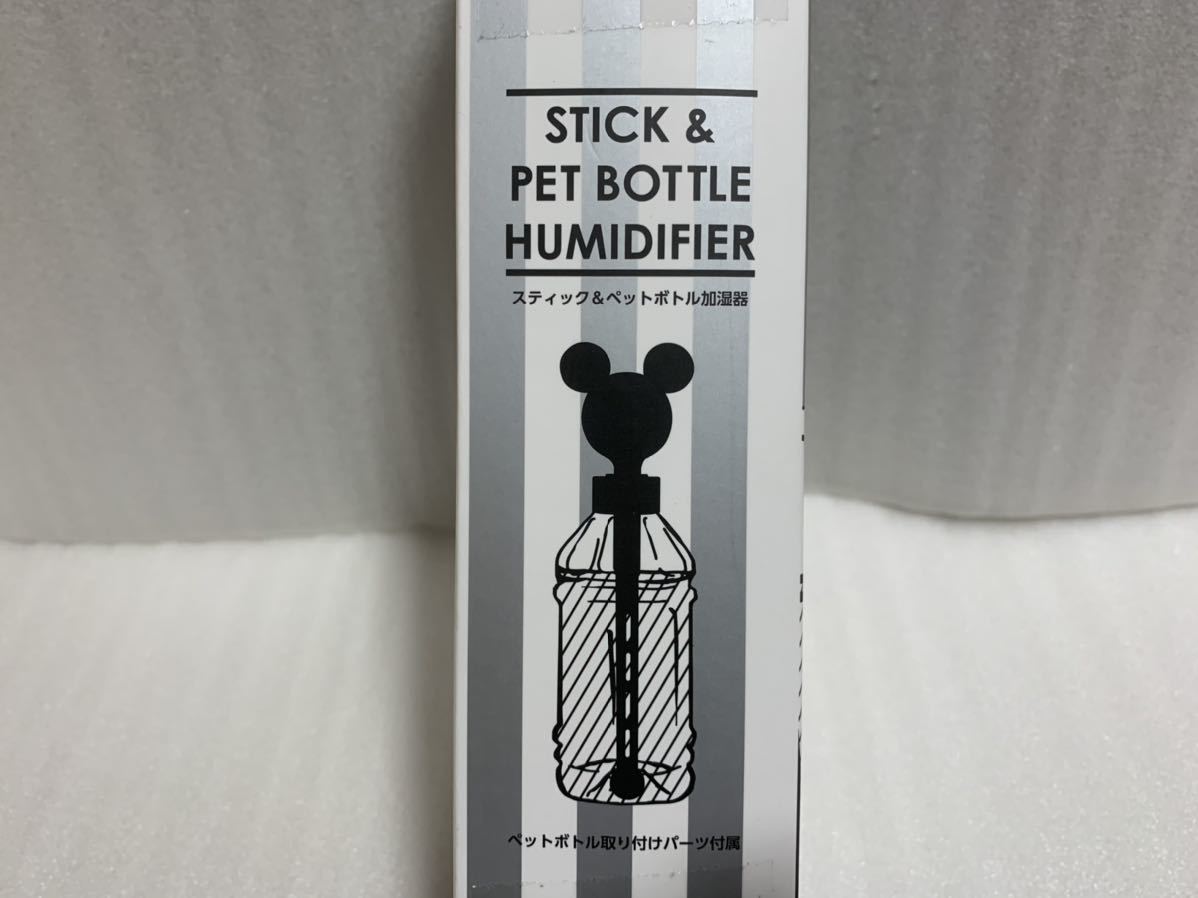 STICK &
PET BOTTLE
HUMIDIFIER
スティック＆ペットボトル加湿器
ペットボトル取り付けパーツ付属